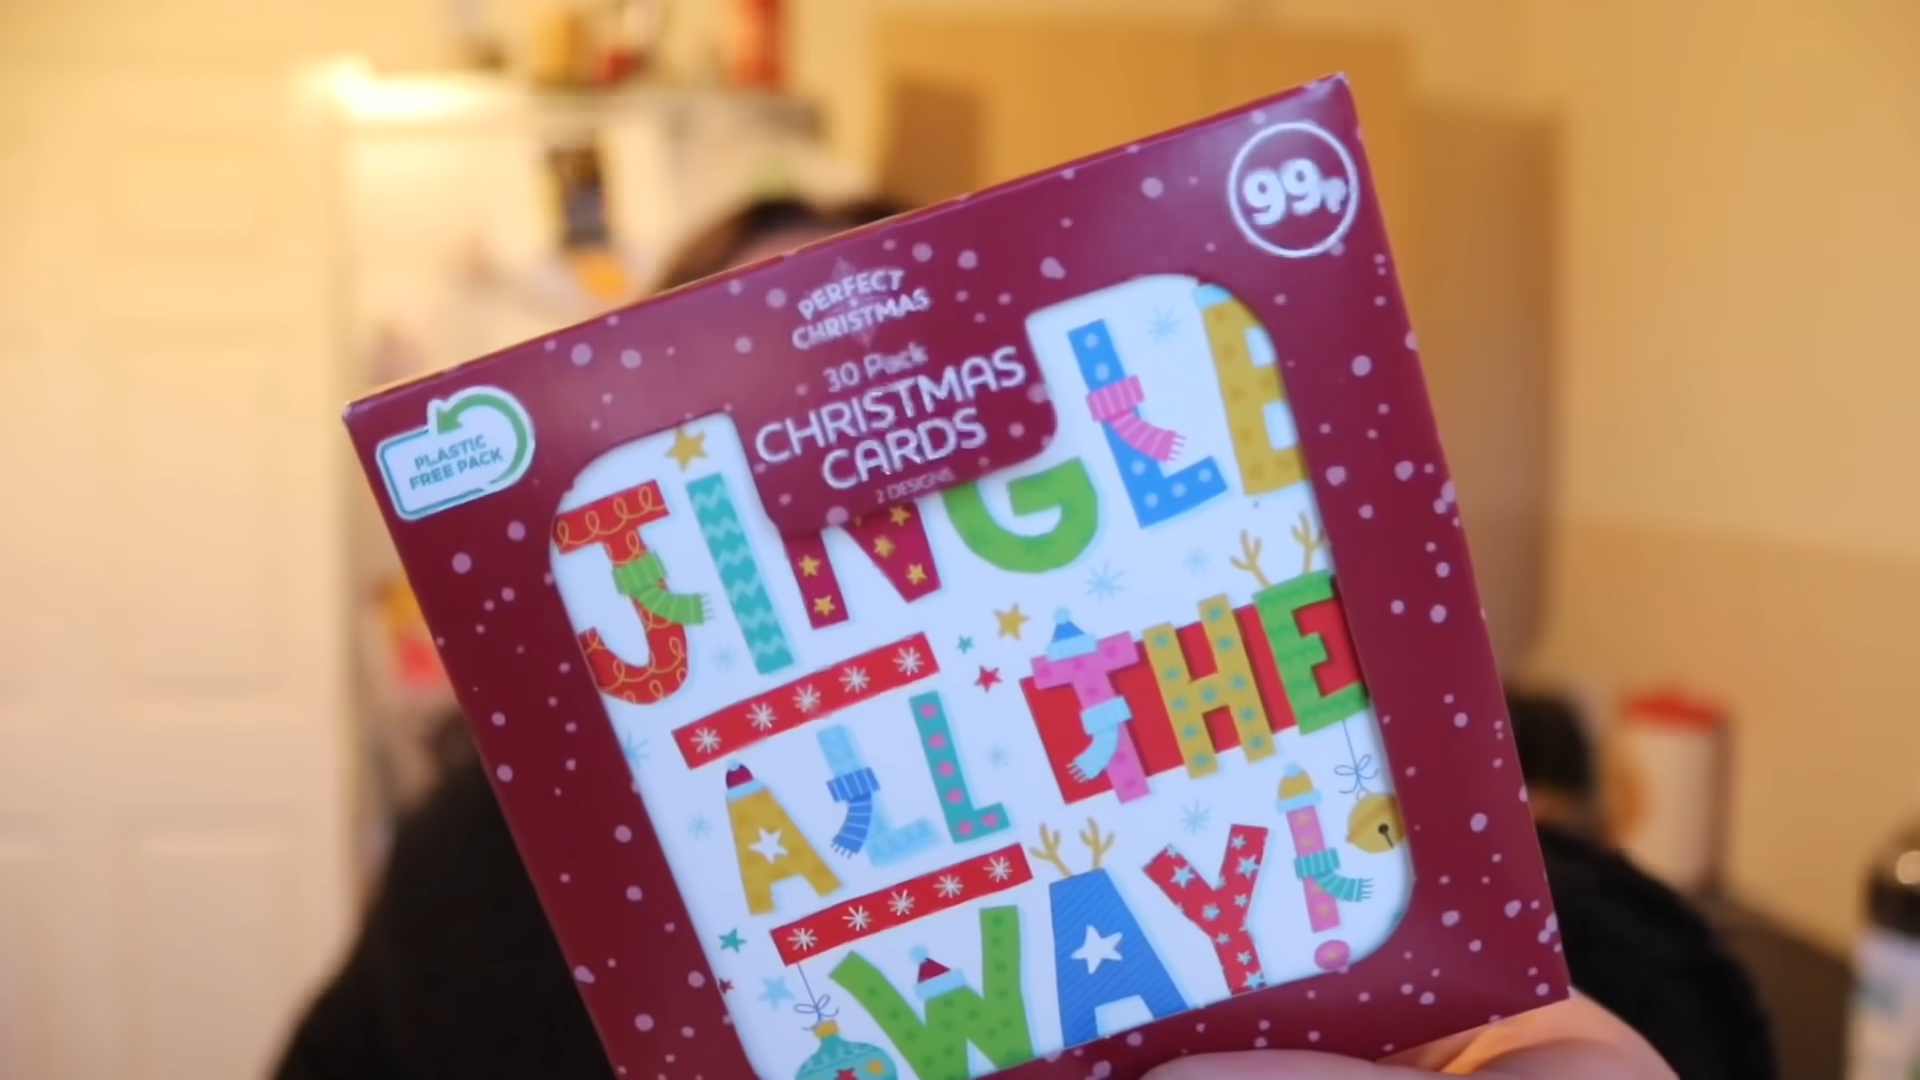 99p
PERFECT
CHRISTMAS
30 Pack
CHRISTMAS
CARDS
2 DESIGNS
PLASTIC
FREE PACK
JINGLE
ALL THE
WAY!